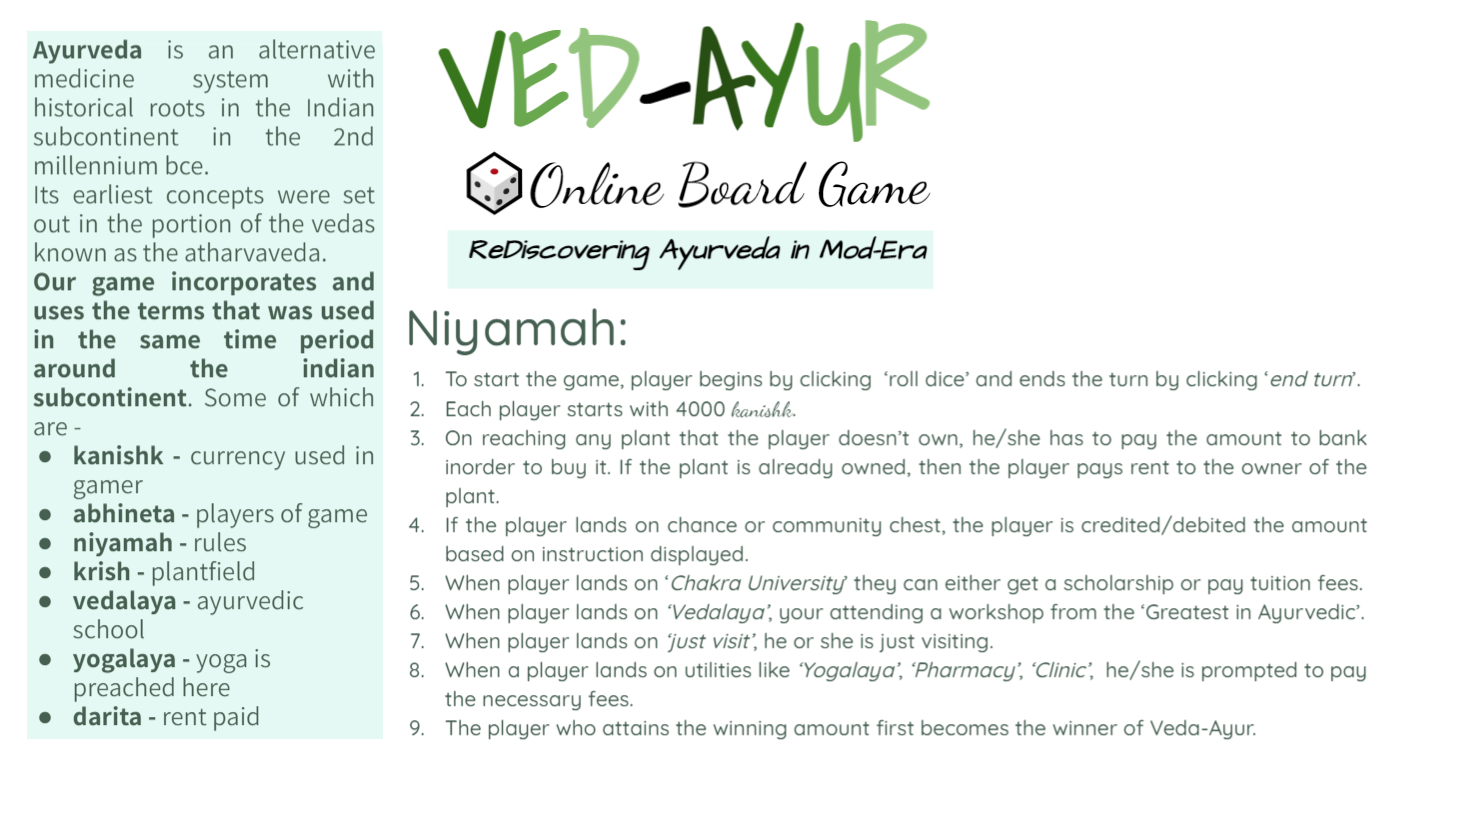 Ayurveda is an alternative
medicine system with
historical roots in the Indian
subcontinent in the 2nd
millennium bce.
Its earliest concepts were set
out in the portion of the vedas
known as the atharvaveda.
Our game incorporates and
uses the terms that was used
in the same time period
around the indian
subcontinent. Some of which
are -
● kanishk - currency used in
gamer
● abhineta - players of game
● niyamah - rules
● krish - plantfield
● vedalaya - ayurvedic
school
● yogalaya - yoga is
preached here
● darita - rent paid
VED-AYUR
Online Board Game
ReDiscovering Ayurveda in Mod-Era
Niyamah:
1. To start the game, player begins by clicking ‘roll dice’ and ends the turn by clicking ‘end turn’.
2. Each player starts with 4000 kanishk.
3. On reaching any plant that the player doesn’t own, he/she has to pay the amount to bank
inorder to buy it. If the plant is already owned, then the player pays rent to the owner of the
plant.
4. If the player lands on chance or community chest, the player is credited/debited the amount
based on instruction displayed.
5. When player lands on ‘Chakra University’ they can either get a scholarship or pay tuition fees.
6. When player lands on ‘Vedalaya’, your attending a workshop from the ‘Greatest in Ayurvedic’.
7. When player lands on ‘just visit’, he or she is just visiting.
8. When a player lands on utilities like ‘Yogalaya’, ‘Pharmacy’, ‘Clinic’, he/she is prompted to pay
the necessary fees.
9. The player who attains the winning amount first becomes the winner of Veda-Ayur.